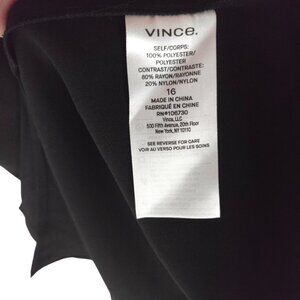 VINCE.
SELF/CORPS:
100% POLYESTER/
POLYESTER
CONTRAST/CONTRASTE:
80% RAYON/RAYONNE
20% NYLON/NYLON
16
MADE IN CHINA
FABRIQUÉ EN CHINE
RN#106730
Vince, LLC
500 Fifth Avenue, 20th Floor
New York, NY 10110
SEE REVERSE FOR CARE
VOIR AU VERSO POUR LES SOINS